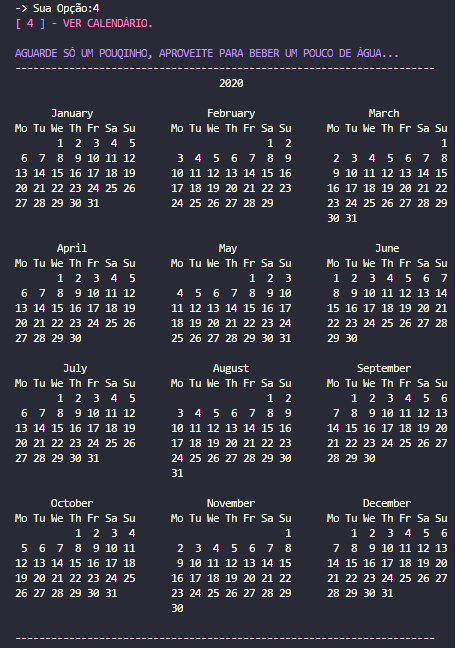 -> Sua Opção:4
[ 4 ] - VER CALENDÁRIO.
AGUARDE SÓ UM POUQINHO, APROVEITE PARA BEBER UM POUCO DE ÁGUA...
----------------------------------------------------------------------
                                  2020

      January                   February                   March
Mo Tu We Th Fr Sa Su      Mo Tu We Th Fr Sa Su      Mo Tu We Th Fr Sa Su
       1  2  3  4  5                      1  2                         1
 6  7  8  9 10 11 12       3  4  5  6  7  8  9       2  3  4  5  6  7  8
13 14 15 16 17 18 19      10 11 12 13 14 15 16       9 10 11 12 13 14 15
20 21 22 23 24 25 26      17 18 19 20 21 22 23      16 17 18 19 20 21 22
27 28 29 30 31            24 25 26 27 28 29         23 24 25 26 27 28 29
                                                    30 31

       April                      May                       June
Mo Tu We Th Fr Sa Su      Mo Tu We Th Fr Sa Su      Mo Tu We Th Fr Sa Su
       1  2  3  4  5                   1  2  3       1  2  3  4  5  6  7
 6  7  8  9 10 11 12       4  5  6  7  8  9 10       8  9 10 11 12 13 14
13 14 15 16 17 18 19      11 12 13 14 15 16 17      15 16 17 18 19 20 21
20 21 22 23 24 25 26      18 19 20 21 22 23 24      22 23 24 25 26 27 28
27 28 29 30               25 26 27 28 29 30 31      29 30

        July                     August                  September
Mo Tu We Th Fr Sa Su      Mo Tu We Th Fr Sa Su      Mo Tu We Th Fr Sa Su
       1  2  3  4  5                      1  2          1  2  3  4  5  6
 6  7  8  9 10 11 12       3  4  5  6  7  8  9       7  8  9 10 11 12 13
13 14 15 16 17 18 19      10 11 12 13 14 15 16      14 15 16 17 18 19 20
20 21 22 23 24 25 26      17 18 19 20 21 22 23      21 22 23 24 25 26 27
27 28 29 30 31            24 25 26 27 28 29 30      28 29 30
                          31

      October                   November                  December
Mo Tu We Th Fr Sa Su      Mo Tu We Th Fr Sa Su      Mo Tu We Th Fr Sa Su
          1  2  3  4                         1          1  2  3  4  5  6
 5  6  7  8  9 10 11       2  3  4  5  6  7  8       7  8  9 10 11 12 13
12 13 14 15 16 17 18       9 10 11 12 13 14 15      14 15 16 17 18 19 20
19 20 21 22 23 24 25      16 17 18 19 20 21 22      21 22 23 24 25 26 27
26 27 28 29 30 31         23 24 25 26 27 28 29      28 29 30 31
                          30

----------------------------------------------------------------------